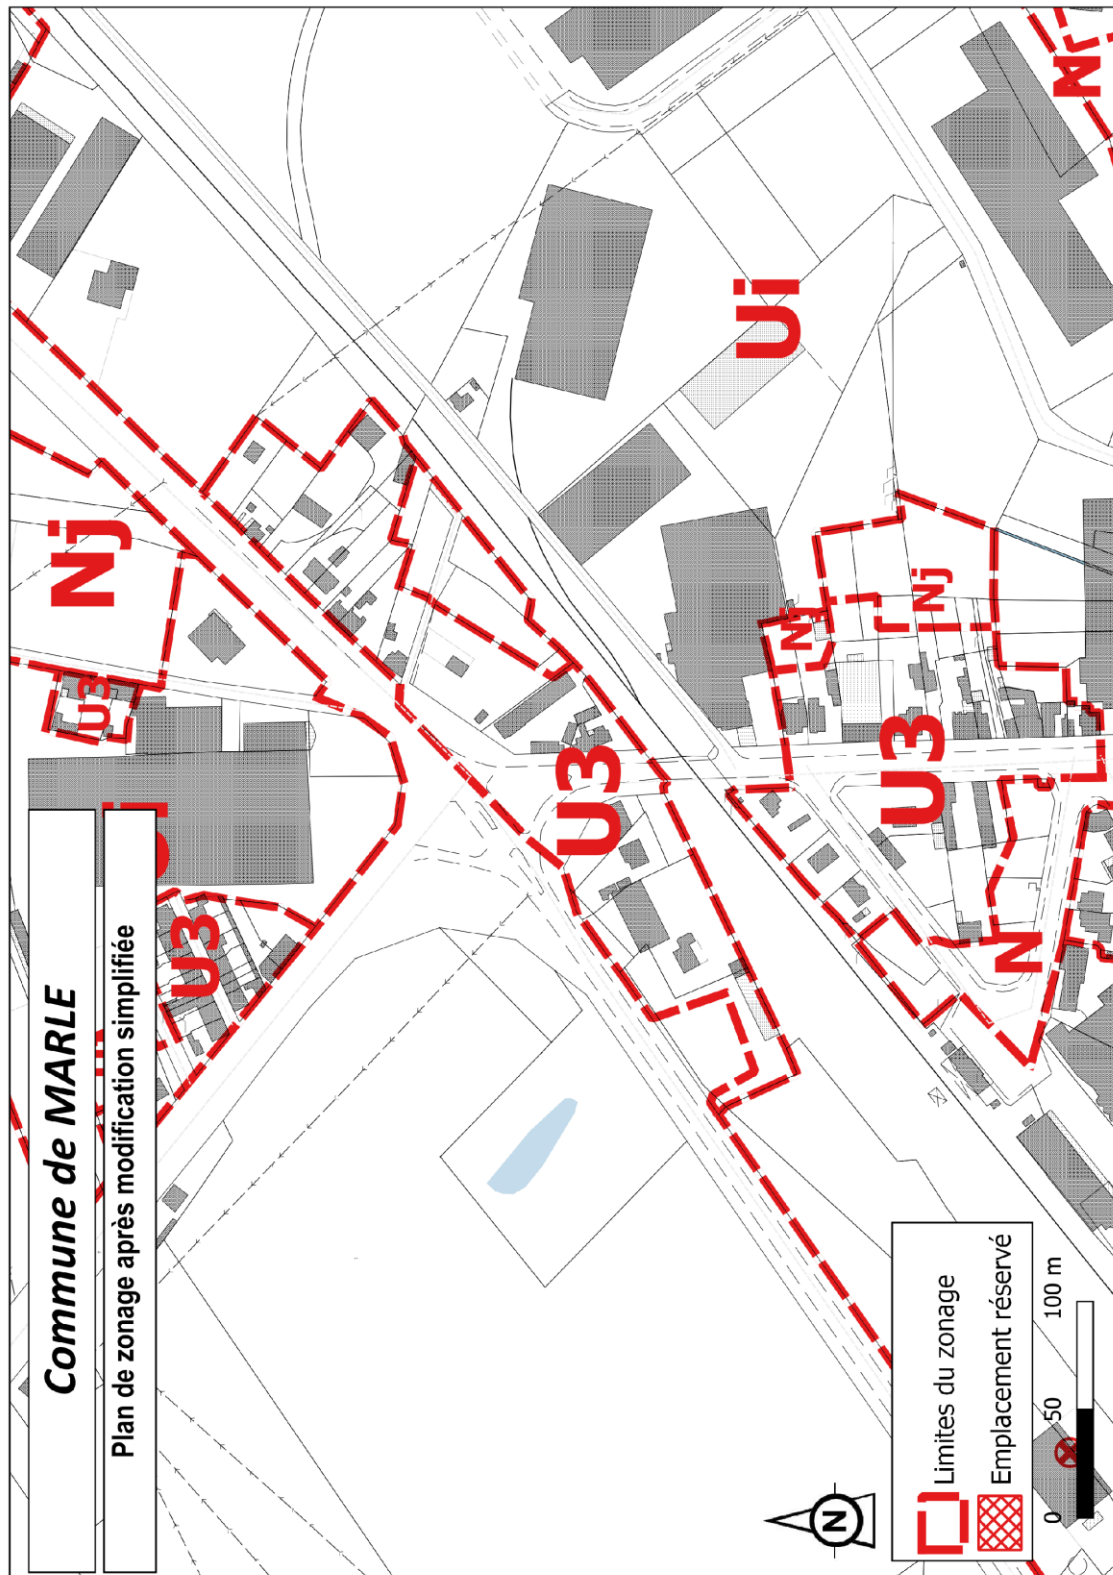 Commune de MARLE
Plan de zonage après modification simplifiée
U3
U3
Nj
U3
U3
N
Nj
Nj
Ui
N
Limites du zonage
Emplacement réservé
0
50
100 m
N